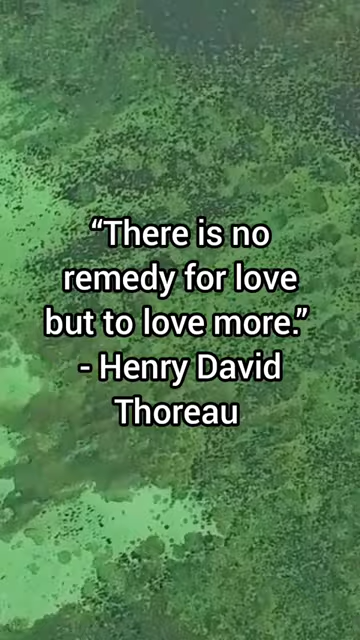 “There is no
remedy for love
but to love more.”
- Henry David
Thoreau